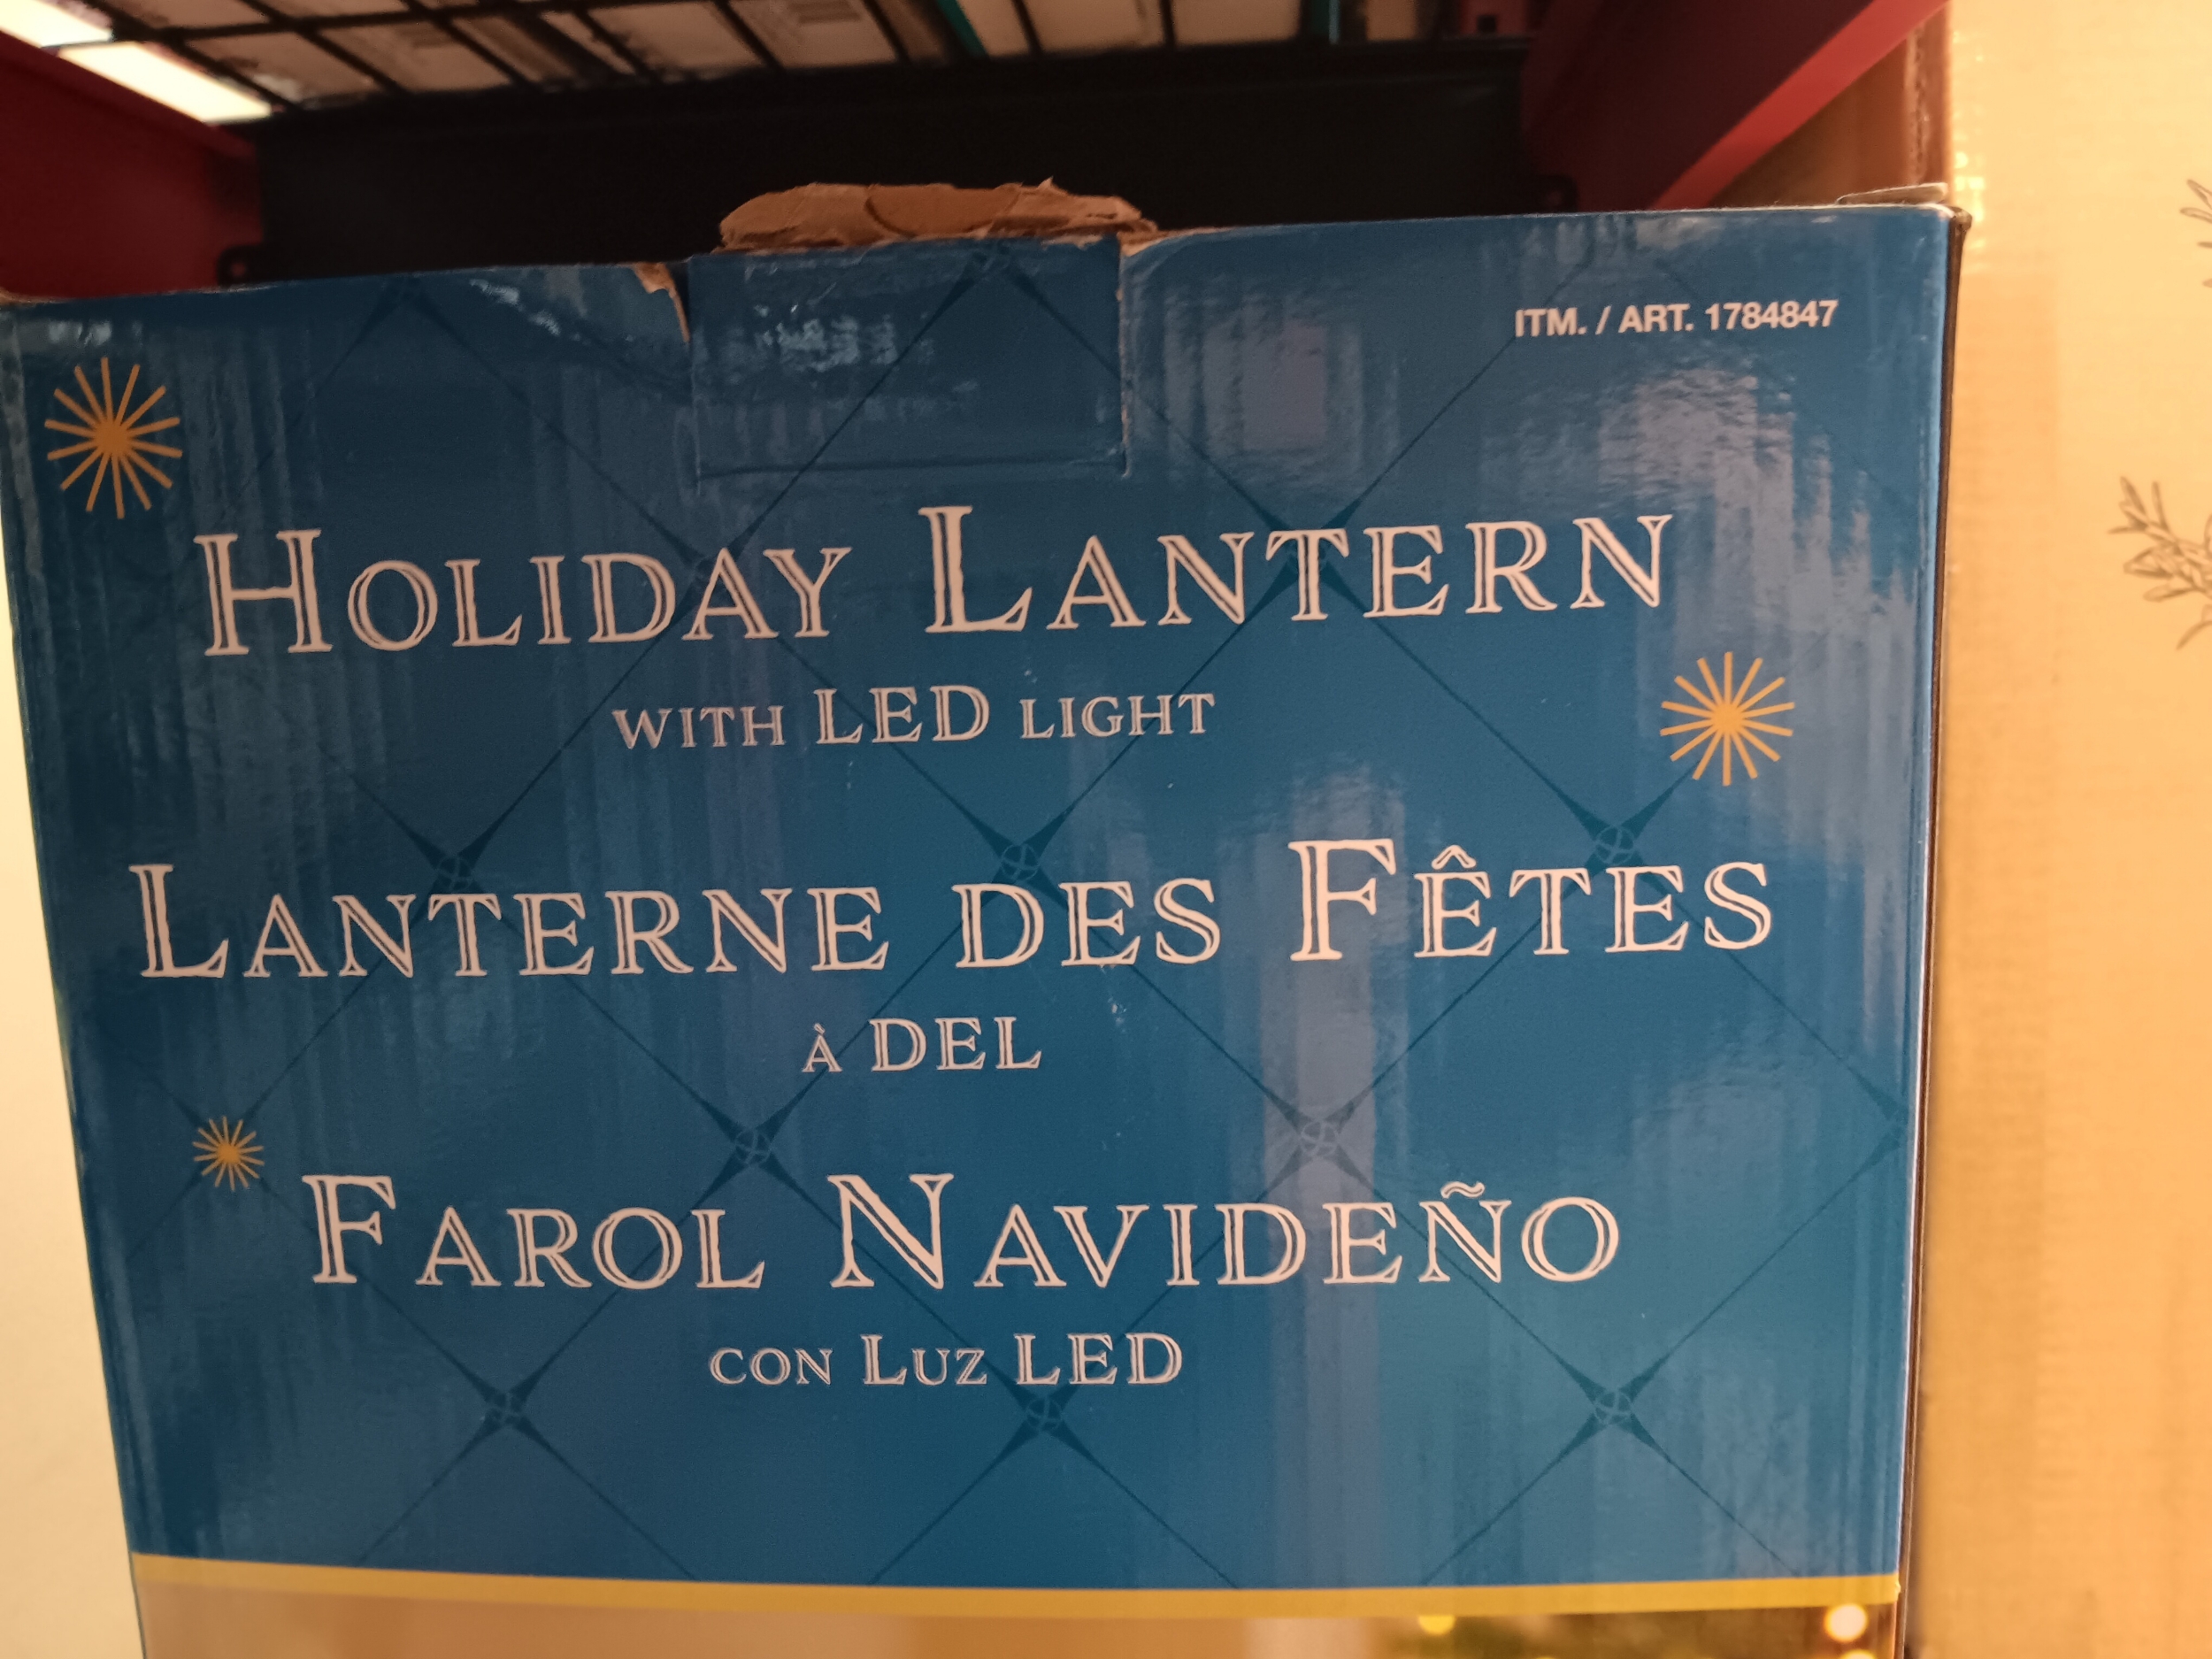 ITM. / ART. 1784847
HOLIDAY LANTERN
WITH LED LIGHT
LANTERNE DES FÊTES
À DEL
FAROL NAVIDEÑO
CON LUZ LED